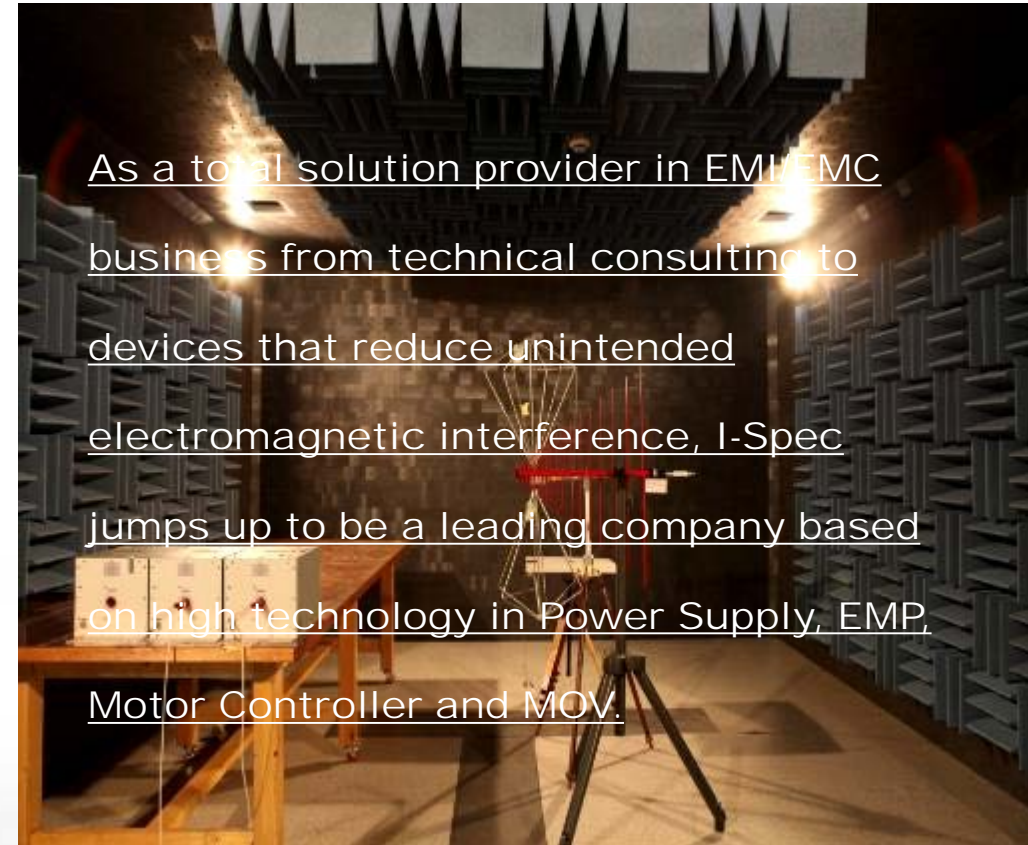 As a total solution provider in EMI/EMC
business from technical consulting to
devices that reduce unintended
electromagnetic interference, I-Spec
jumps up to be a leading company based
on high technology in Power Supply, EMP,
Motor Controller and MOV.